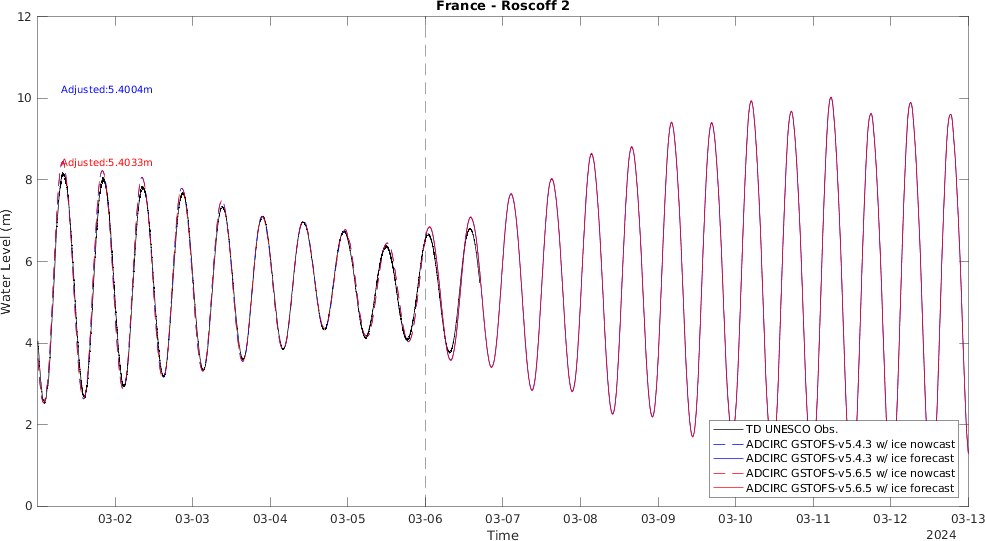 France - Roscoff 2
12
10
8
6
4
2
0
Water Level (m)
Adjusted:5.4004m
Adjusted:5.4033m
TD UNESCO Obs.
ADCIRC GSTOFS-v5.4.3 w/ ice nowcast
ADCIRC GSTOFS-v5.4.3 w/ ice forecast
ADCIRC GSTOFS-v5.6.5 w/ ice nowcast
ADCIRC GSTOFS-v5.6.5 w/ ice forecast
03-02 03-03 03-04 03-05 03-06 03-07 03-08 03-09 03-10 03-11 03-12 03-13
Time
2024